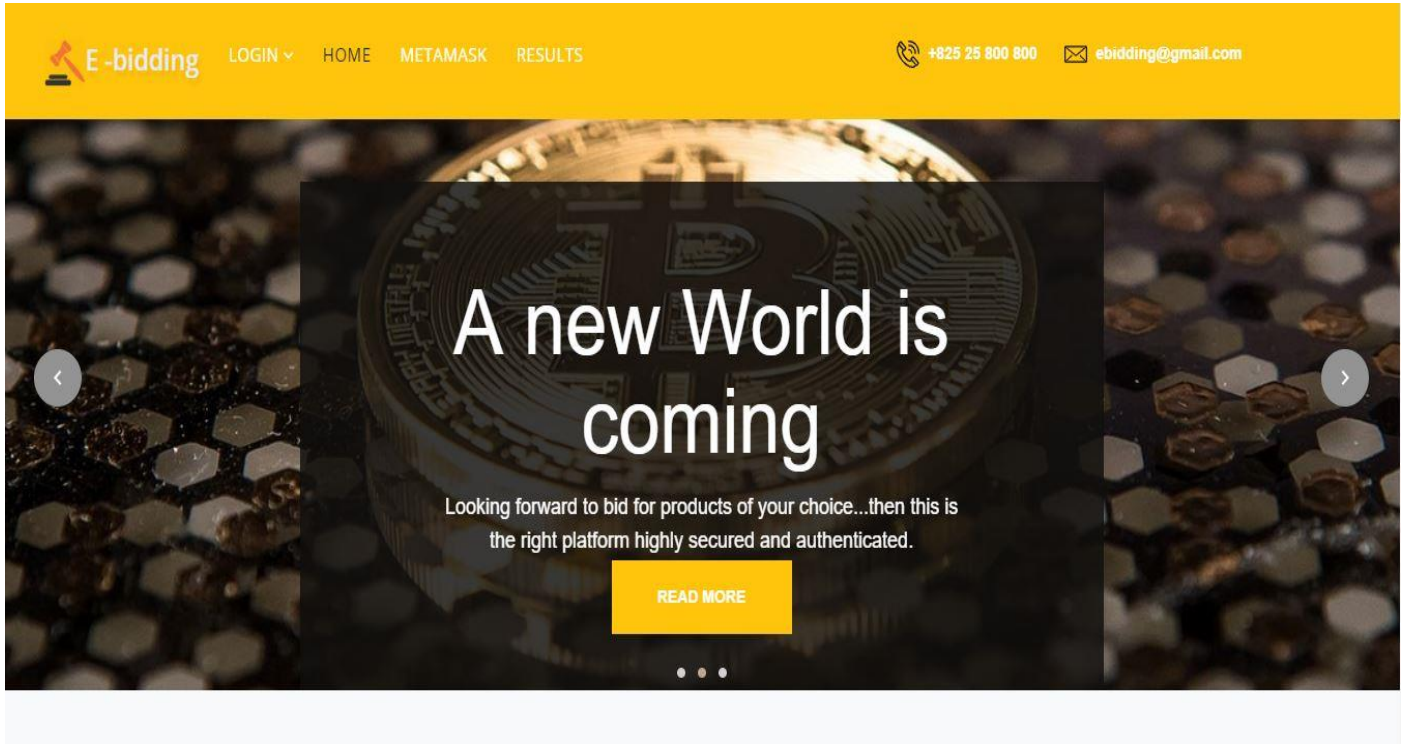 E -bidding LOGIN HOME METAMASK RESULTS +825 25 800 800 ebidding@gmail.com
A new World is
coming
Looking forward to bid for products of your choice...then this is
the right platform highly secured and authenticated.
READ MORE